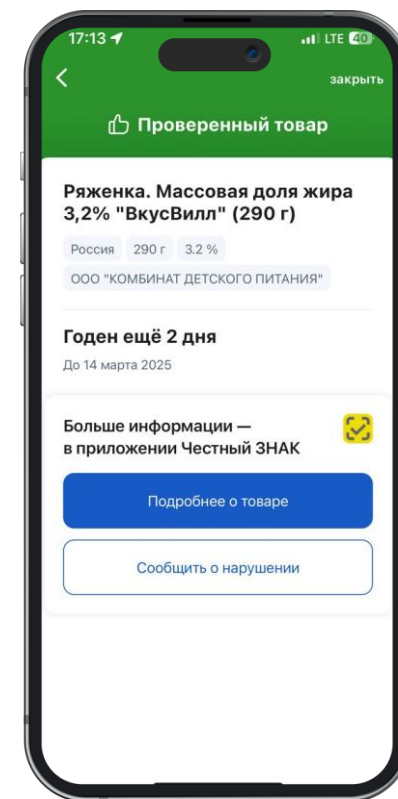 17:13 LTE 40
закрыть
Проверенный товар
Ряженка. Массовая доля жира
3,2% "ВкусВилл" (290 г)
Россия 290 г 3.2 %
ООО "КОМБИНАТ ДЕТСКОГО ПИТАНИЯ"
Годен ещё 2 дня
До 14 марта 2025
Больше информации —
в приложении Честный ЗНАК
Подробнее о товаре
Сообщить о нарушении